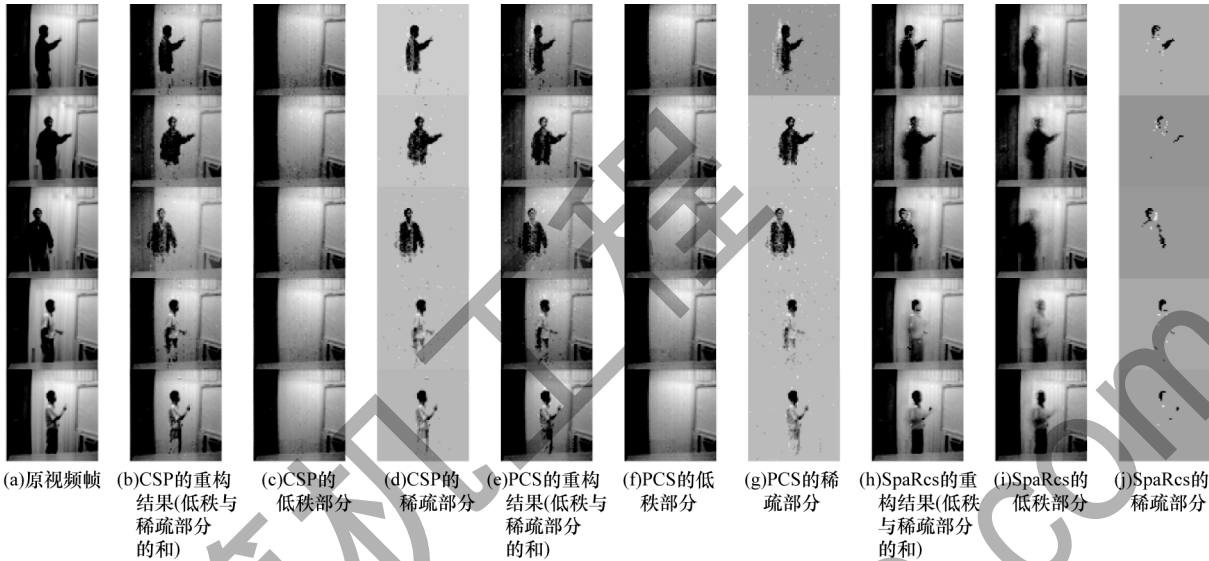 (a)原视频帧
(b)CSP的重构
结果(低秩与
稀疏部分
的和)
(c)CSP的
低秩部分
(d)CSP的
稀疏部分
(e)PCS的重构
结果(低秩与
稀疏部分
的和)
(f)PCS的低
秩部分
(g)PCS的稀
疏部分
(h)SpaRcs的重
构结果(低秩
与稀疏部分
的和)
(i)SpaRcs的
低秩部分
(j)SpaRcs的
稀疏部分
机工程
com